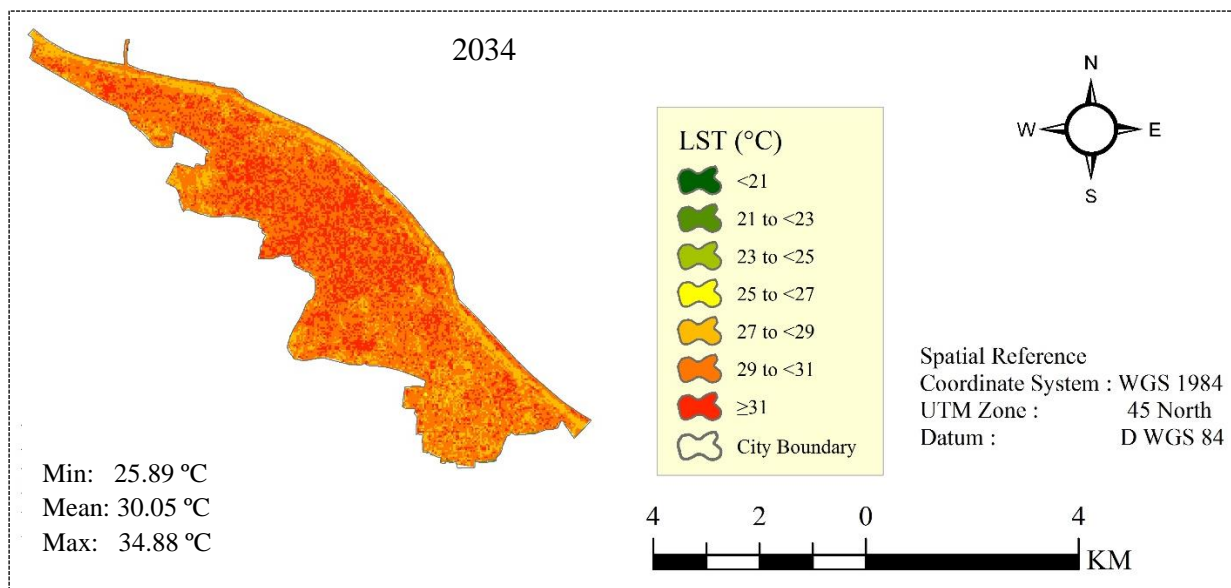 2034
N
W E
S
LST (°C)
<21
21 to <23
23 to <25
25 to <27
27 to <29
29 to <31
≥31
City Boundary
Spatial Reference
Coordinate System : WGS 1984
UTM Zone : 45 North
Datum : D WGS 84
Min: 25.89 ºC
Mean: 30.05 ºC
Max: 34.88 ºC
4 2 0 4
KM